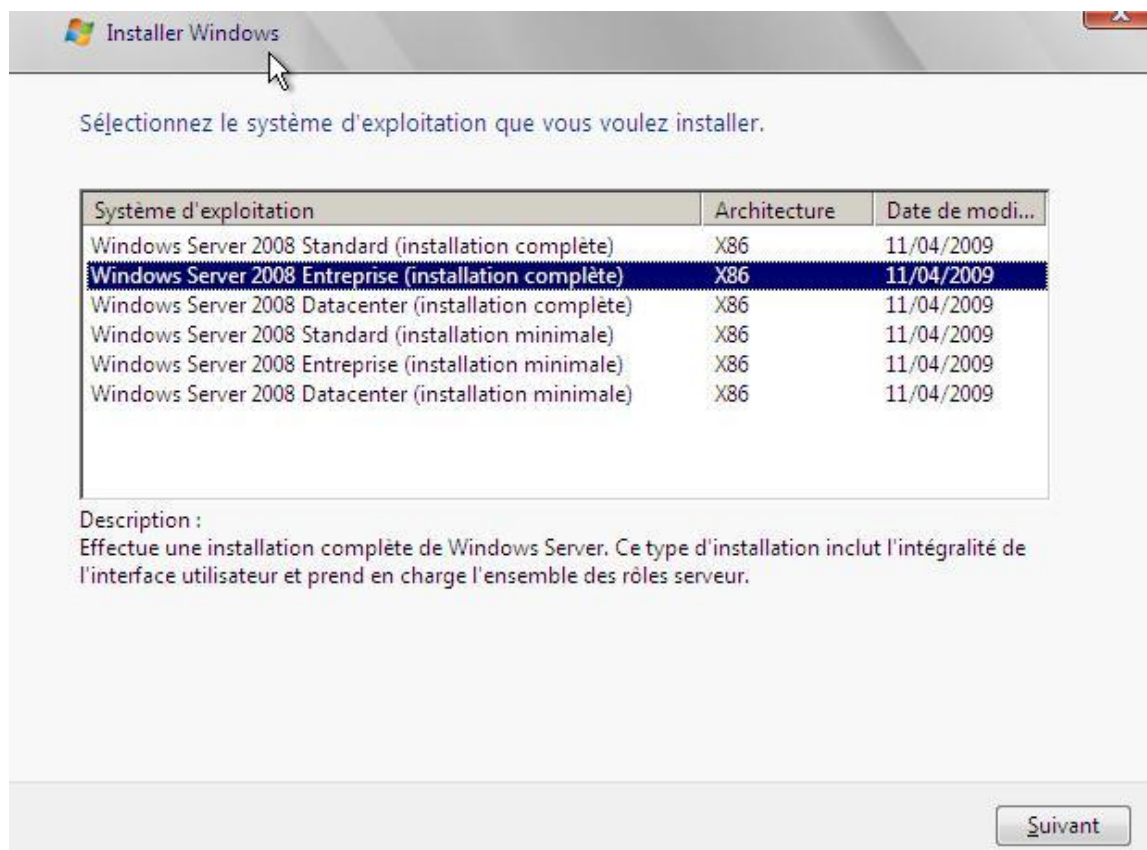 Installer Windows
Sélectionnez le système d'exploitation que vous voulez installer.
Système d'exploitation Architecture Date de modi...
Windows Server 2008 Standard (installation complète) X86 11/04/2009
Windows Server 2008 Entreprise (installation complète) X86 11/04/2009
Windows Server 2008 Datacenter (installation complète) X86 11/04/2009
Windows Server 2008 Standard (installation minimale) X86 11/04/2009
Windows Server 2008 Entreprise (installation minimale) X86 11/04/2009
Windows Server 2008 Datacenter (installation minimale) X86 11/04/2009
Description :
Effectue une installation complète de Windows Server. Ce type d'installation inclut l'intégralité de
l'interface utilisateur et prend en charge l'ensemble des rôles serveur.
Suivant